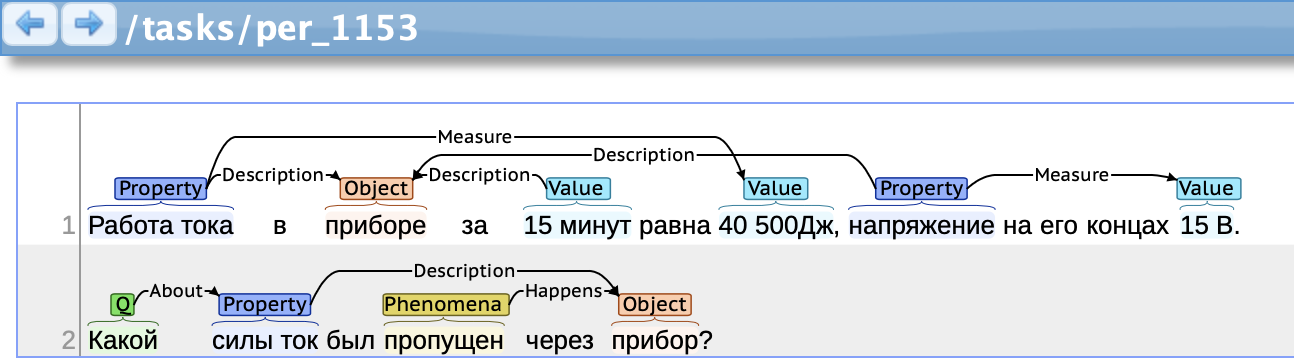 /tasks/per_1153
Measure
Description
Property Description Object Description Value Value Property Measure Value
1 Работа тока в приборе за 15 минут равна 40 500Дж, напряжение на его концах 15 В.
Description
Q About Property Phenomena Happens Object
2 Какой силы ток был пропущен через прибор?